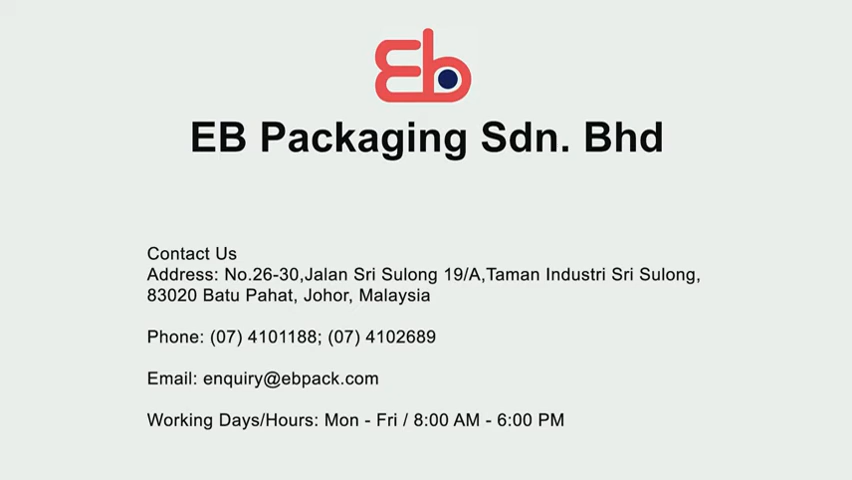 Eb
EB Packaging Sdn. Bhd
Contact Us
Address: No.26-30,Jalan Sri Sulong 19/A,Taman Industri Sri Sulong,
83020 Batu Pahat, Johor, Malaysia
Phone: (07) 4101188; (07) 4102689
Email: enquiry@ebpack.com
Working Days/Hours: Mon - Fri / 8:00 AM - 6:00 PM